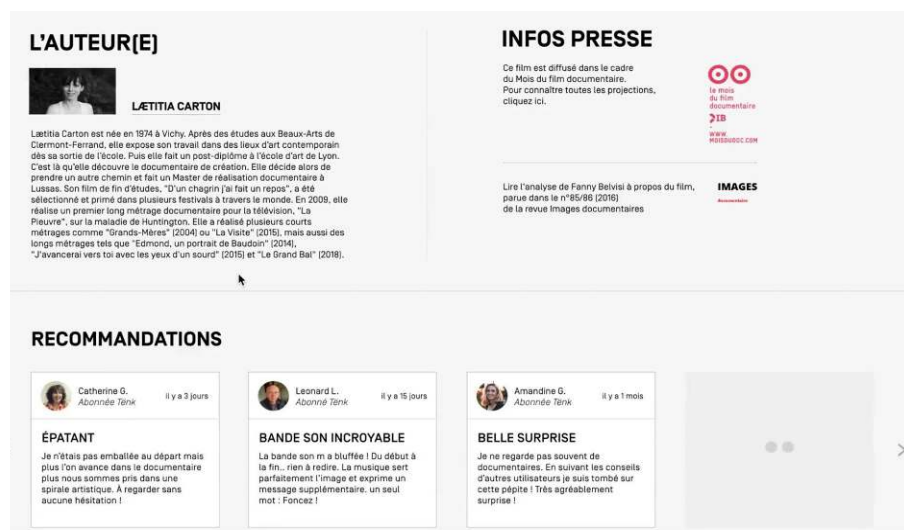 L'AUTEUR(E)
LÆTITIA CARTON
Lætitia Carton est née en 1974 à Vichy. Après des études aux Beaux-Arts de
Clermont-Ferrand, elle expose son travail dans des lieux d'art contemporain
dès sa sortie de l'école. Puis elle fait un post-diplôme à l'école d'art de Lyon.
C'est là qu'elle découvre le documentaire de création. Elle décide alors de
prendre un autre chemin et fait un Master de réalisation documentaire à
Lussas. Son film de fin d'études, "D'un chagrin j'ai fait un repos", a été
sélectionné et primé dans plusieurs festivals à travers le monde. En 2009, elle
réalise un premier long métrage documentaire pour la télévision, "La
Pieuvre", sur la maladie de Huntington. Elle a réalisé plusieurs courts
métrages comme "Grands-Mères" (2004) ou "La Visite" (2015), mais aussi des
longs métrages tels que "Edmond, un portrait de Baudoin" (2014),
"J'avancerai vers toi avec les yeux d'un sourd" (2015) et "Le Grand Bal" (2018).
INFOS PRESSE
Ce film est diffusé dans le cadre
du Mois du film documentaire.
Pour connaître toutes les projections,
cliquez ici.
le mois
du film
documentaire
IB
WWW.
MOISDUDOC.COM
Lire l'analyse de Fanny Belvisi à propos du film,
parue dans le n°85/86 (2016)
de la revue Images documentaires
IMAGES
documentaires
RECOMMANDATIONS
Catherine G.
Abonnée Tënk
il y a 3 jours
ÉPATANT
Je n'étais pas emballée au départ mais
plus l'on avance dans le documentaire
plus nous sommes pris dans une
spirale artistique. À regarder sans
aucune hésitation !
Leonard L.
Abonné Tënk
il y a 15 jours
BANDE SON INCROYABLE
La bande son m a bluffée ! Du début à
la fin.. rien à redire. La musique sert
parfaitement l'image et exprime un
message supplémentaire. un seul
mot : Foncez !
Amandine G.
Abonnée Tënk
il y a 1 mois
BELLE SURPRISE
Je ne regarde pas souvent de
documentaires. En suivant les conseils
d'autres utilisateurs je suis tombé sur
cette pépite ! Très agréablement
surprise !